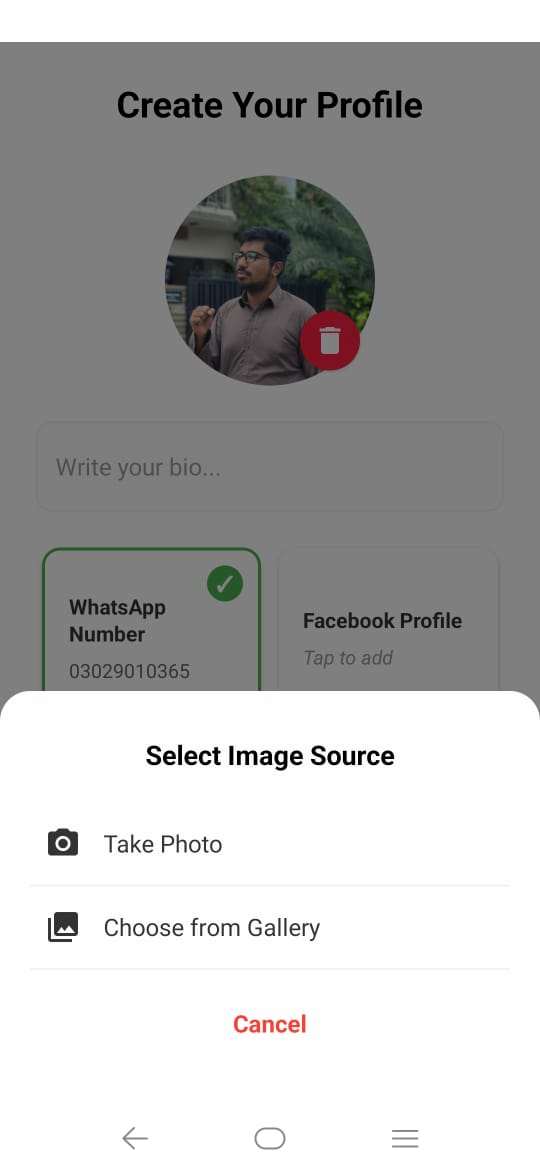 Create Your Profile
Write your bio...
WhatsApp
Number
03029010365
Facebook Profile
Tap to add
Select Image Source
Take Photo
Choose from Gallery
Cancel